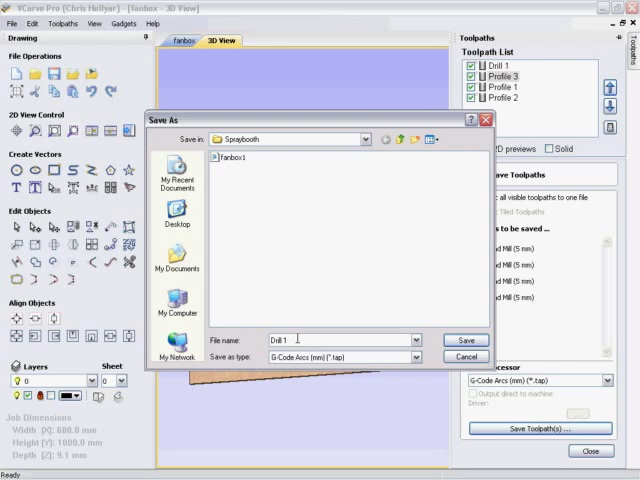 VCarve Pro {Chris Hellyar} - [fanbox - 3D View]
File Edit Toolpaths View Gadgets Help
Drawing
File Operations
2D View Control
Create Vectors
Edit Objects
Align Objects
Layers Sheet
0 0
Job Dimensions
Width (X): 600.0 mm
Height (Y): 1000.0 mm
Depth (Z): 9.1 mm
Ready
fanbox 3D View
Save As
Save in: Spraybooth
My Recent Documents
Desktop
My Documents
My Computer
My Network
fanbox1
File name: Drill 1 Save
Save as type: G-Code Arcs (mm) (*.tap) Cancel
Toolpaths
Toolpath List
Drill 1
Profile 3
Profile 1
Profile 2
2D previews Solid
ave Toolpaths
all visible toolpaths to one file
Tiled Toolpaths
s to be saved ...
nd Mill (5 mm)
nd Mill (5 mm)
nd Mill (5 mm)
nd Mill (5 mm)
ocessor
G-Code Arcs (mm) (*.tap)
Output direct to machine
Driver:
...
Save Toolpath(s) ...
Close
Toolpaths